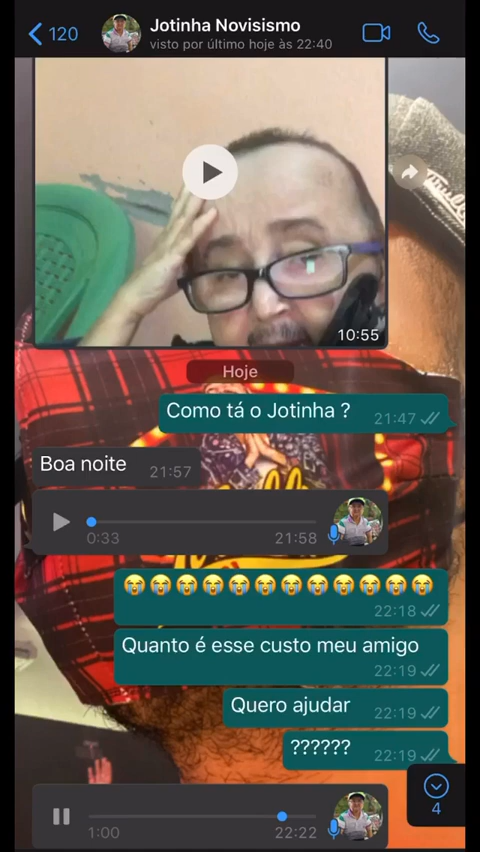 120
Jotinha Novisismo
visto por último hoje às 22:40
10:55
Hoje
Como tá o Jotinha ?
21:47
Boa noite
21:57
0:33
21:58
😭😭😭😭😭😭😭😭😭😭😭😭
22:18
Quanto é esse custo meu amigo
22:19
Quero ajudar
22:19
??????
22:19
4
1:00
22:22